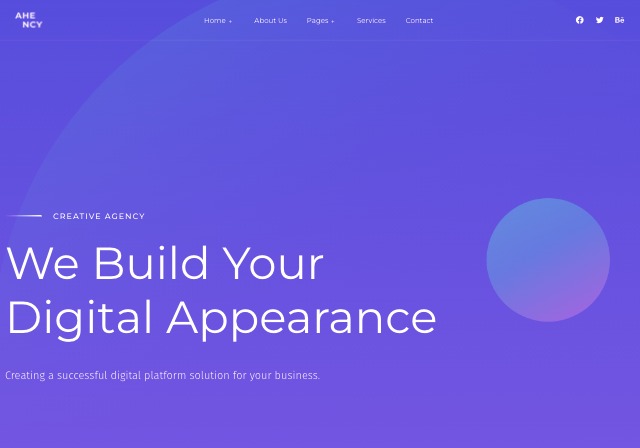 AHE
NCY
Home +
About Us
Pages +
Services
Contact
Bē
CREATIVE AGENCY
We Build Your
Digital Appearance
Creating a successful digital platform solution for your business.